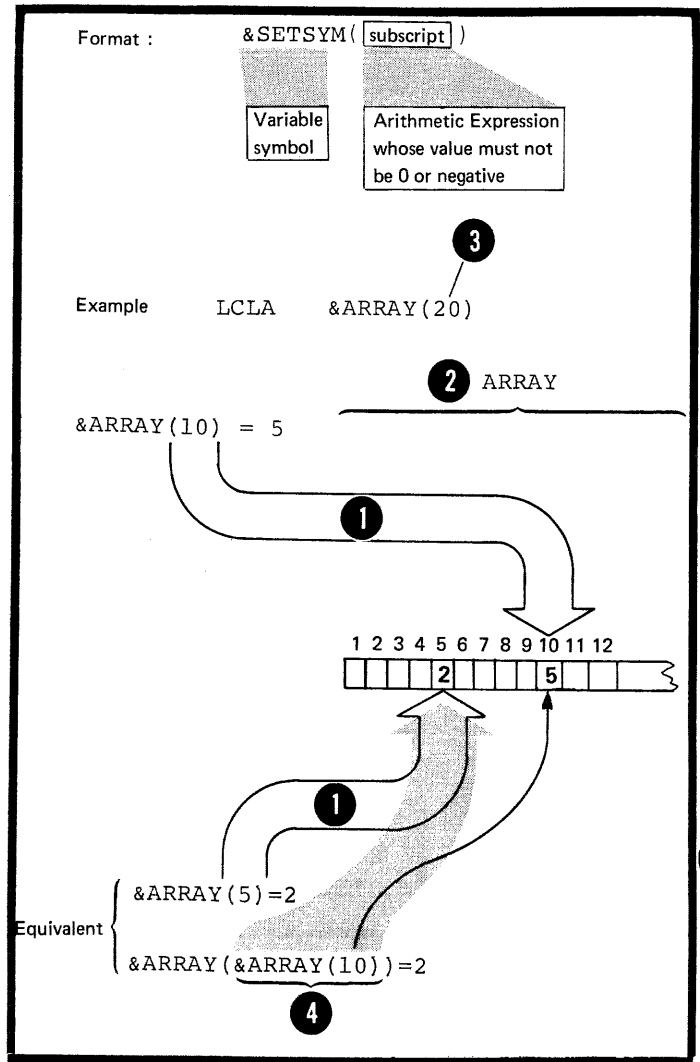 Format :
&SETSYM( subscript )
Variable
symbol
Arithmetic Expression
whose value must not
be 0 or negative
3
Example LCLA &ARRAY(20)
2 ARRAY
&ARRAY(10) = 5
1
1 2 3 4 5 6 7 8 9 10 11 12
2 5
1
&ARRAY(5)=2
Equivalent
&ARRAY(&ARRAY(10))=2
4